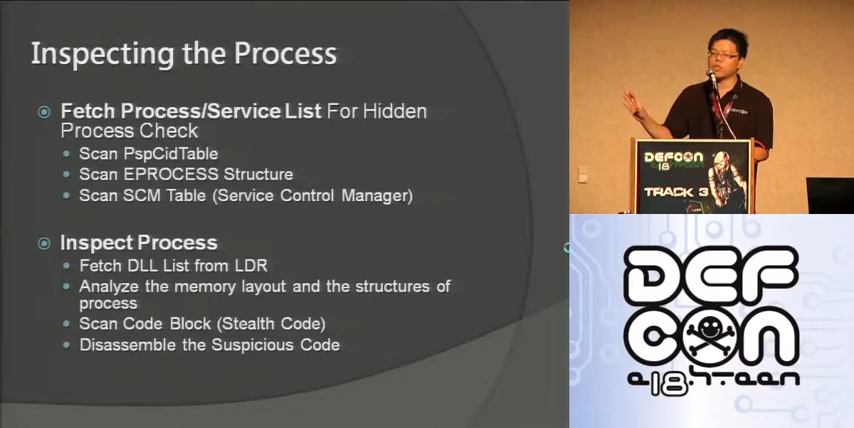 Inspecting the Process
Fetch Process/Service List For Hidden
Process Check
Scan PspCidTable
Scan EPROCESS Structure
Scan SCM Table (Service Control Manager)
Inspect Process
Fetch DLL List from LDR
Analyze the memory layout and the structures of
process
Scan Code Block (Stealth Code)
Disassemble the Suspicious Code
DEFCON
18
TRACK 3
DEF
CON
e18hteen